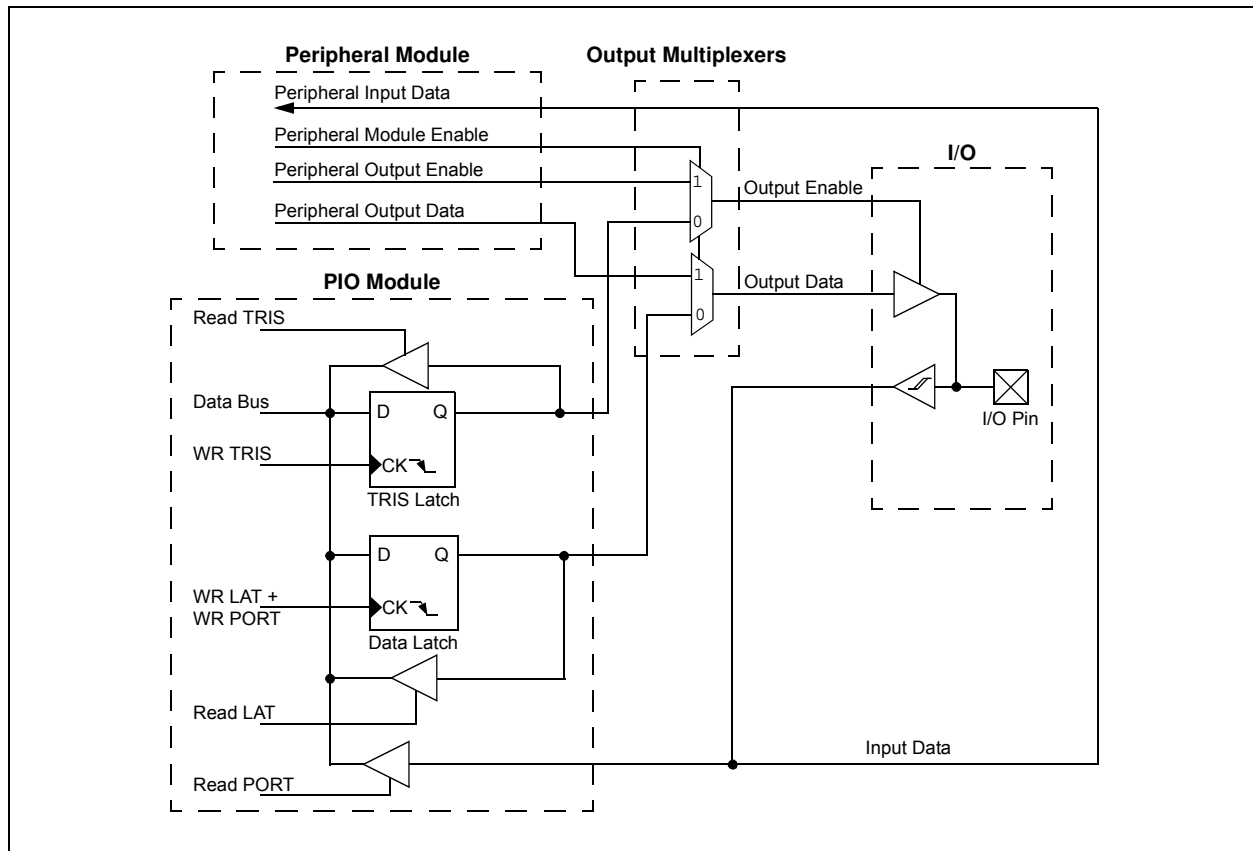 Peripheral Module
Output Multiplexers
Peripheral Input Data
Peripheral Module Enable
I/O
Peripheral Output Enable
1
Output Enable
Peripheral Output Data
0
1
PIO Module
Output Data
Read TRIS
0
Data Bus
D Q
I/O Pin
WR TRIS
CK
TRIS Latch
D Q
WR LAT +
WR PORT
CK
Data Latch
Read LAT
Input Data
Read PORT